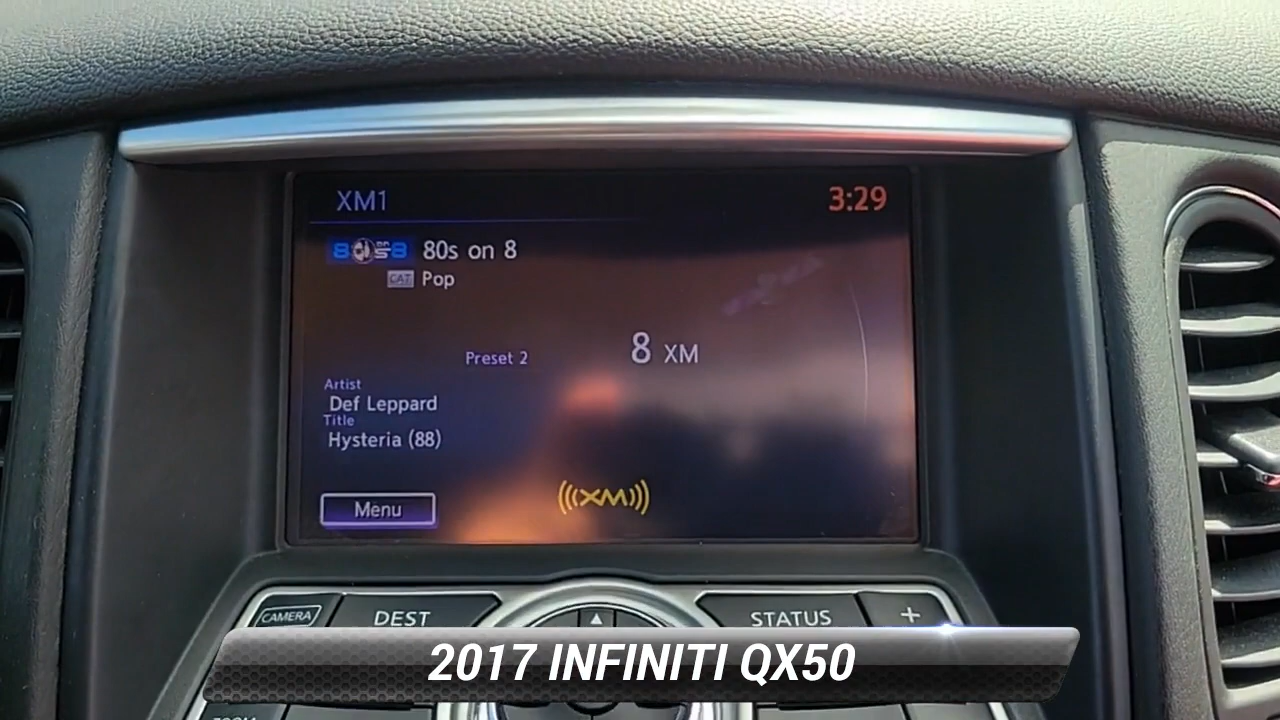 XM1 3:29
80s on 8
CAT Pop
8 XM
Preset 2
Artist
Def Leppard
Title
Hysteria (88)
XM
Menu
CAMERA DEST STATUS +
2017 INFINITI QX50